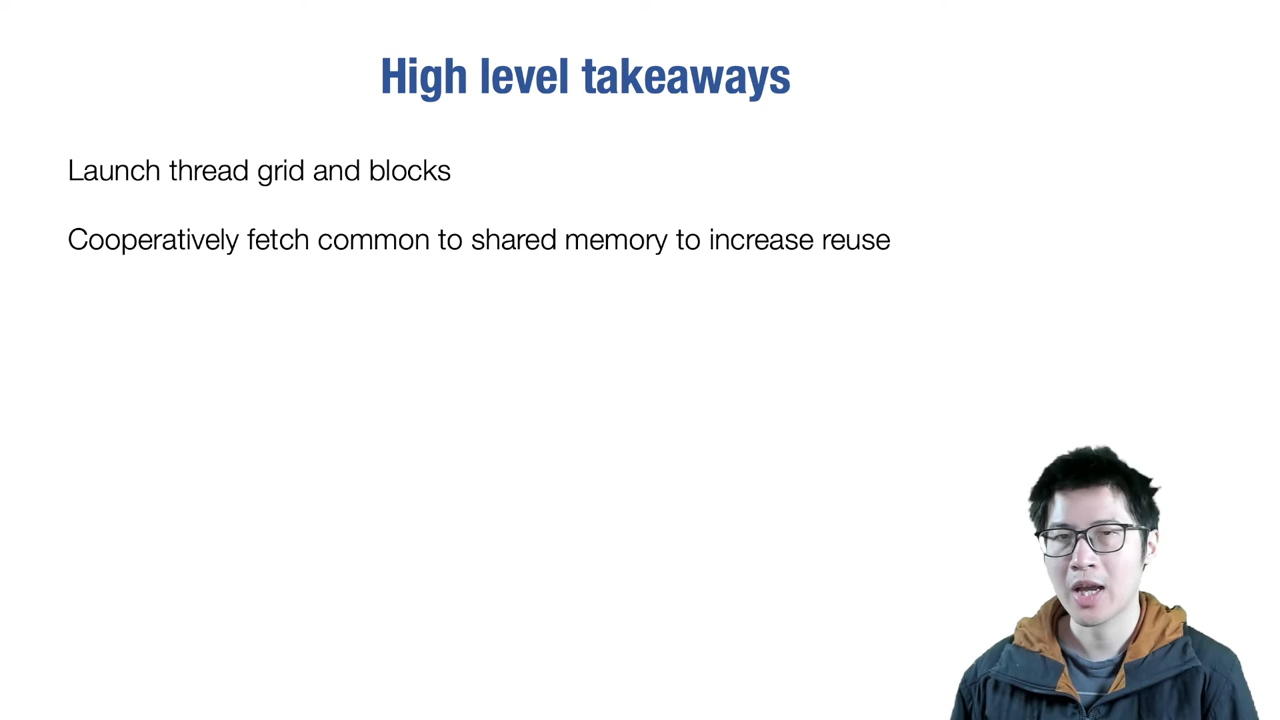 High level takeaways
Launch thread grid and blocks
Cooperatively fetch common to shared memory to increase reuse